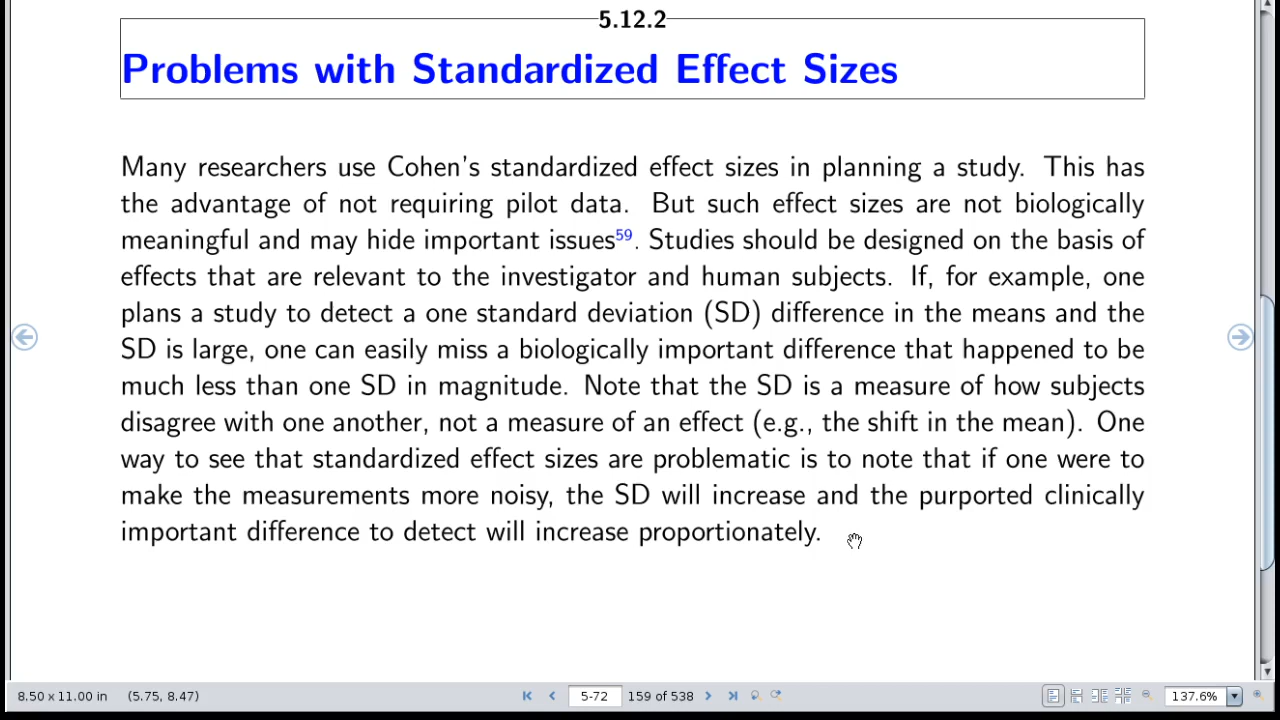 5.12.2
Problems with Standardized Effect Sizes
Many researchers use Cohen's standardized effect sizes in planning a study. This has
the advantage of not requiring pilot data. But such effect sizes are not biologically
meaningful and may hide important issues59. Studies should be designed on the basis of
effects that are relevant to the investigator and human subjects. If, for example, one
plans a study to detect a one standard deviation (SD) difference in the means and the
SD is large, one can easily miss a biologically important difference that happened to be
much less than one SD in magnitude. Note that the SD is a measure of how subjects
disagree with one another, not a measure of an effect (e.g., the shift in the mean). One
way to see that standardized effect sizes are problematic is to note that if one were to
make the measurements more noisy, the SD will increase and the purported clinically
important difference to detect will increase proportionately.
8.50 x 11.00 in (5.75, 8.47) 5-72 159 of 538 137.6%